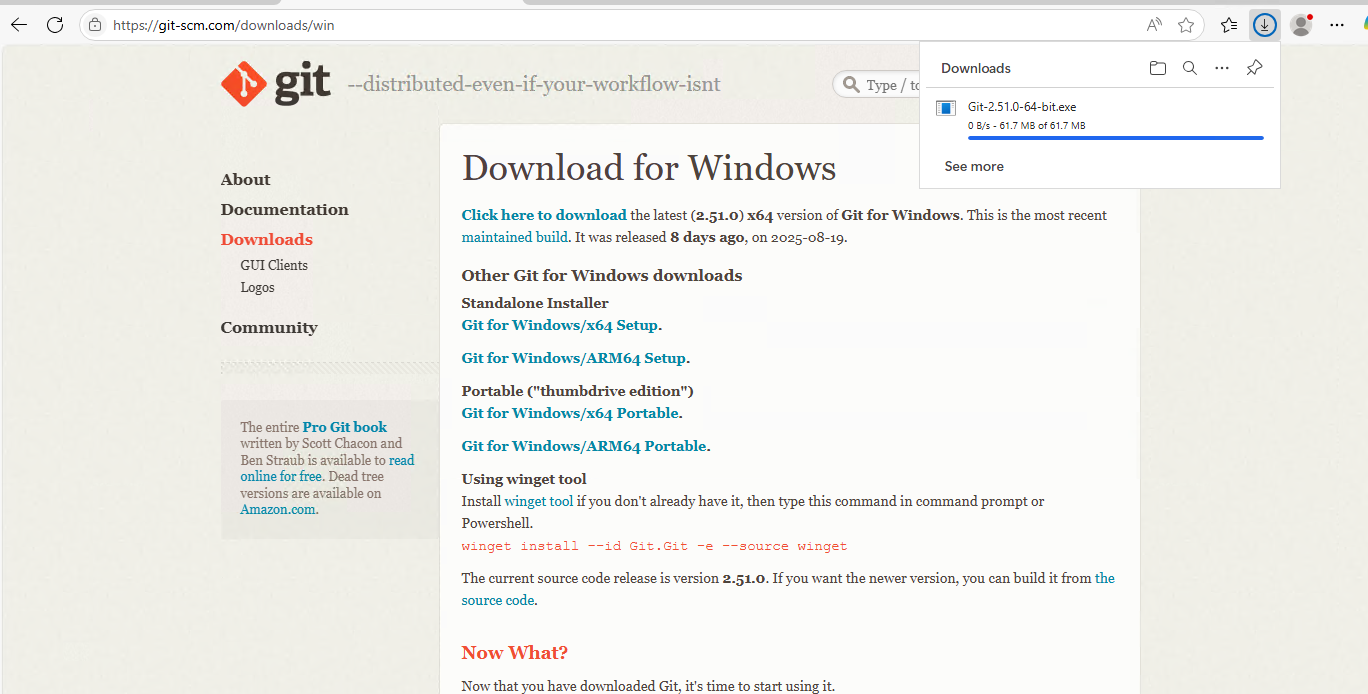 https://git-scm.com/downloads/win
Downloads
Git-2.51.0-64-bit.exe
0 B/s - 61.7 MB of 61.7 MB
See more
git --distributed-even-if-your-workflow-isnt
Type /
About
Documentation
Downloads
GUI Clients
Logos
Community
The entire Pro Git book
written by Scott Chacon and
Ben Straub is available to read
online for free. Dead tree
versions are available on
Amazon.com.
Download for Windows
Click here to download the latest (2.51.0) x64 version of Git for Windows. This is the most recent
maintained build. It was released 8 days ago, on 2025-08-19.
Other Git for Windows downloads
Standalone Installer
Git for Windows/x64 Setup.
Git for Windows/ARM64 Setup.
Portable ("thumbdrive edition")
Git for Windows/x64 Portable.
Git for Windows/ARM64 Portable.
Using winget tool
Install winget tool if you don't already have it, then type this command in command prompt or
Powershell.
winget install --id Git.Git -e --source winget
The current source code release is version 2.51.0. If you want the newer version, you can build it from the
source code.
Now What?
Now that you have downloaded Git, it's time to start using it.